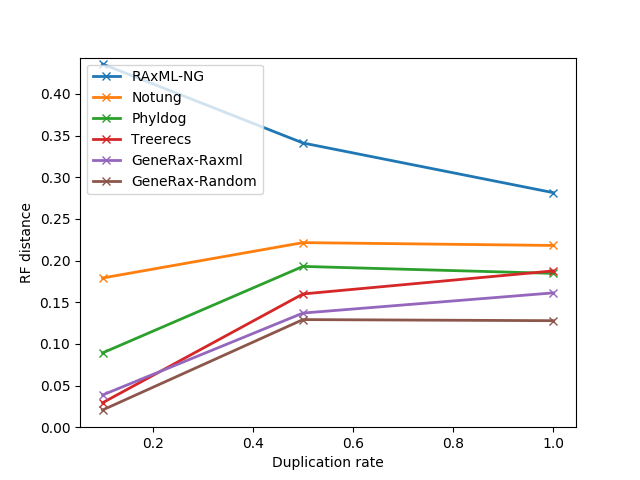 RAxML-NG
Notung
Phyldog
Treerecs
GeneRax-Raxml
GeneRax-Random
0.40
0.35
0.30
0.25
0.20
0.15
0.10
0.05
0.00
RF distance
0.2 0.4 0.6 0.8 1.0
Duplication rate